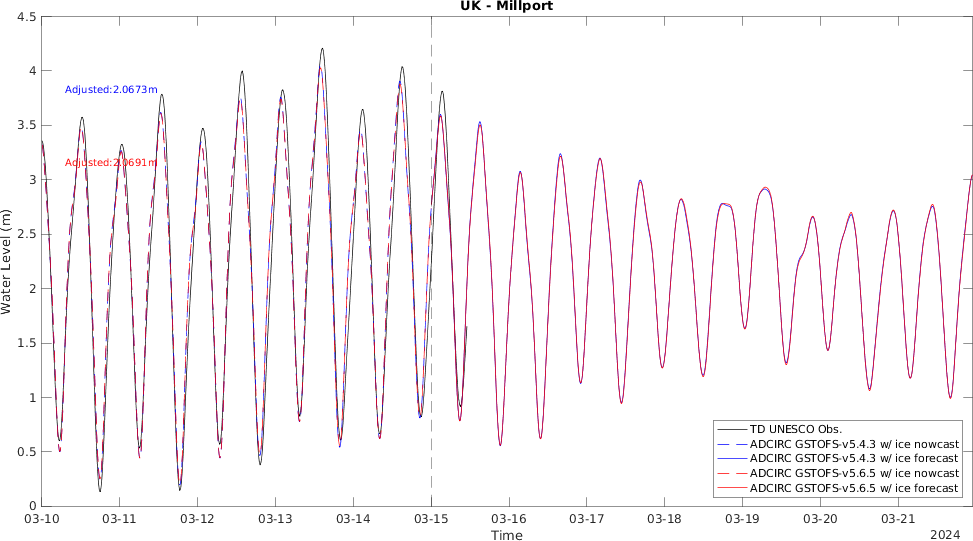 UK - Millport
4.5
4
3.5
3
2.5
2
1.5
1
0.5
0
Water Level (m)
Adjusted:2.0673m
Adjusted:2.0691m
TD UNESCO Obs.
ADCIRC GSTOFS-v5.4.3 w/ ice nowcast
ADCIRC GSTOFS-v5.4.3 w/ ice forecast
ADCIRC GSTOFS-v5.6.5 w/ ice nowcast
ADCIRC GSTOFS-v5.6.5 w/ ice forecast
03-10 03-11 03-12 03-13 03-14 03-15 03-16 03-17 03-18 03-19 03-20 03-21
Time
2024